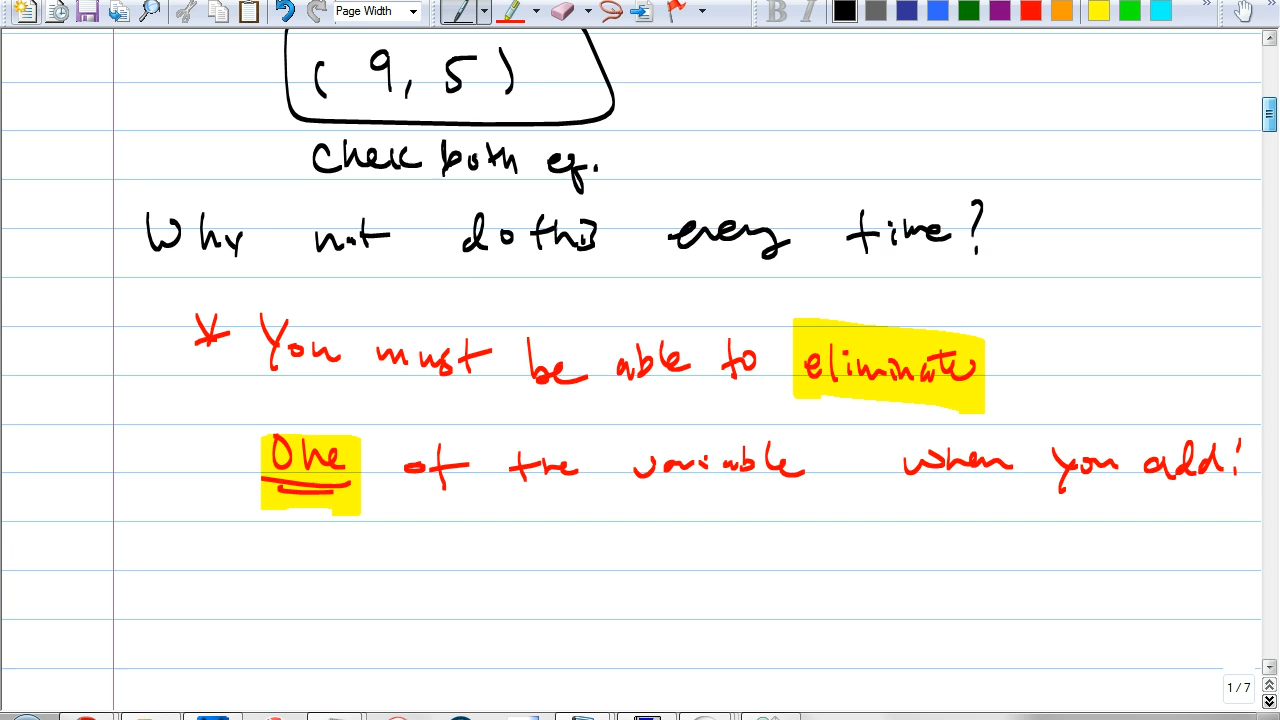 Page Width
B I
( 9, 5 )
Check both eq.
Why not do this every time?
* You must be able to eliminate
One of the variable when you add!
1/7